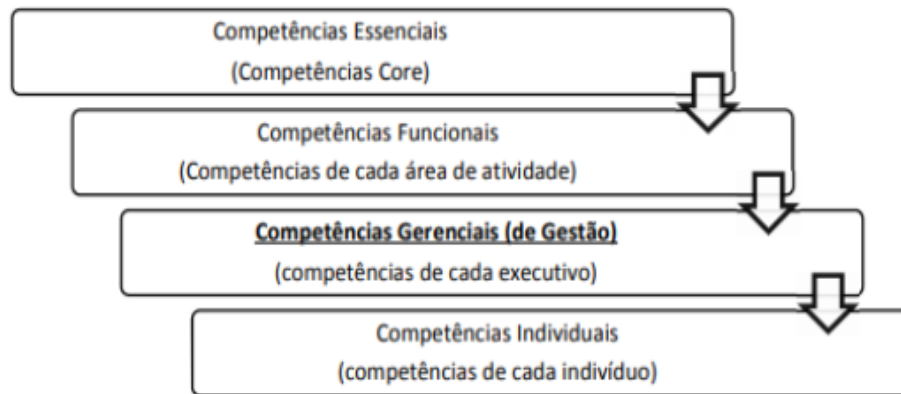 Competências Essenciais
(Competências Core)
Competências Funcionais
(Competências de cada área de atividade)
Competências Gerenciais (de Gestão)
(competências de cada executivo)
Competências Individuais
(competências de cada indivíduo)